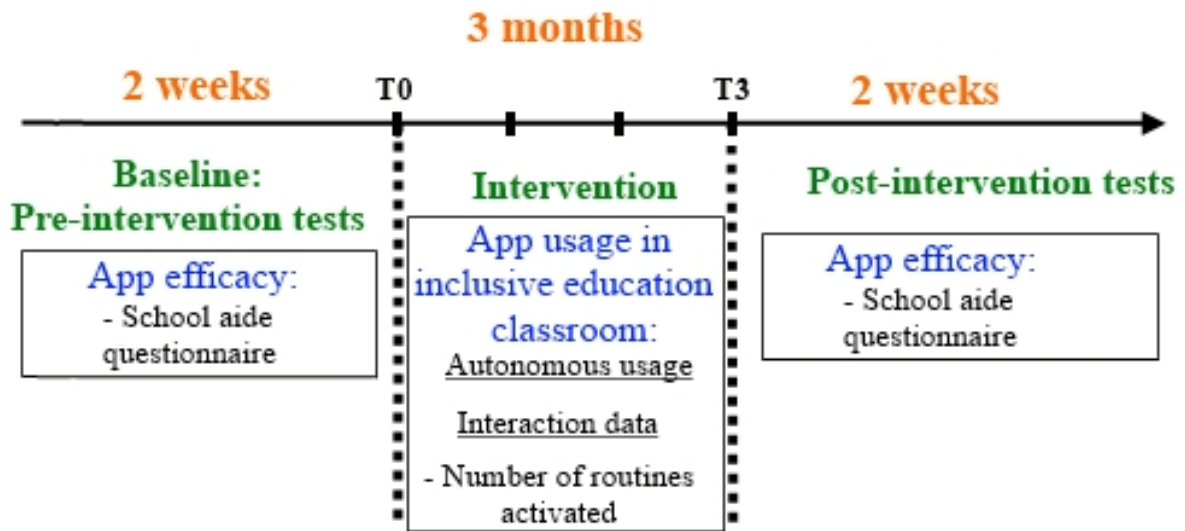 3 months
2 weeks
T0
T3
2 weeks
Baseline:
Pre-intervention tests
Intervention
Post-intervention tests
App efficacy:
- School aide
questionnaire
App usage in
inclusive education
classroom:
Autonomous usage
Interaction data
- Number of routines
activated
App efficacy:
- School aide
questionnaire